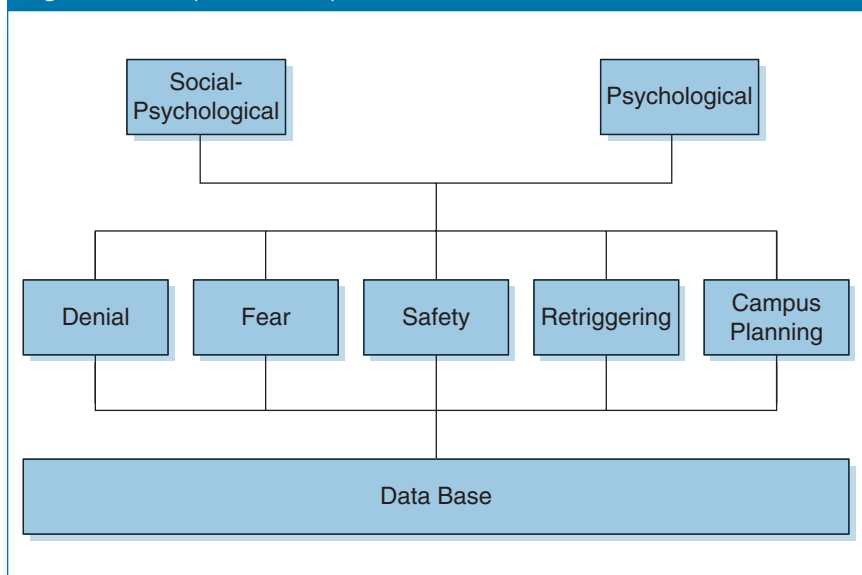 Social-
Psychological
Psychological
Denial
Fear
Safety
Retriggering
Campus
Planning
Data Base